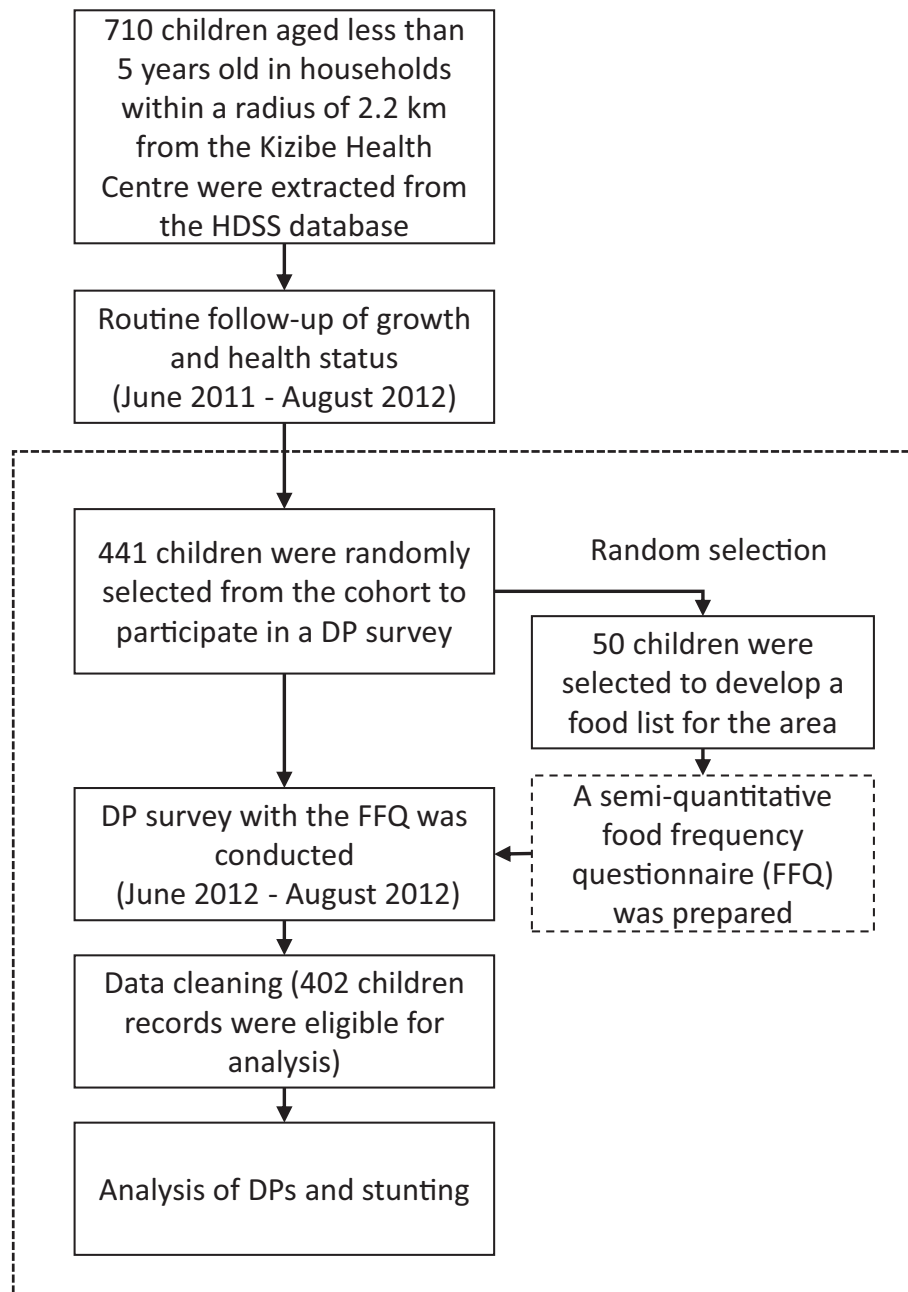 710 children aged less than
5 years old in households
within a radius of 2.2 km
from the Kizibe Health
Centre were extracted from
the HDSS database
Routine follow-up of growth
and health status
(June 2011 - August 2012)
441 children were randomly
selected from the cohort to
participate in a DP survey
Random selection
50 children were
selected to develop a
food list for the area
A semi-quantitative
food frequency
questionnaire (FFQ)
was prepared
DP survey with the FFQ was
conducted
(June 2012 - August 2012)
Data cleaning (402 children
records were eligible for
analysis)
Analysis of DPs and stunting